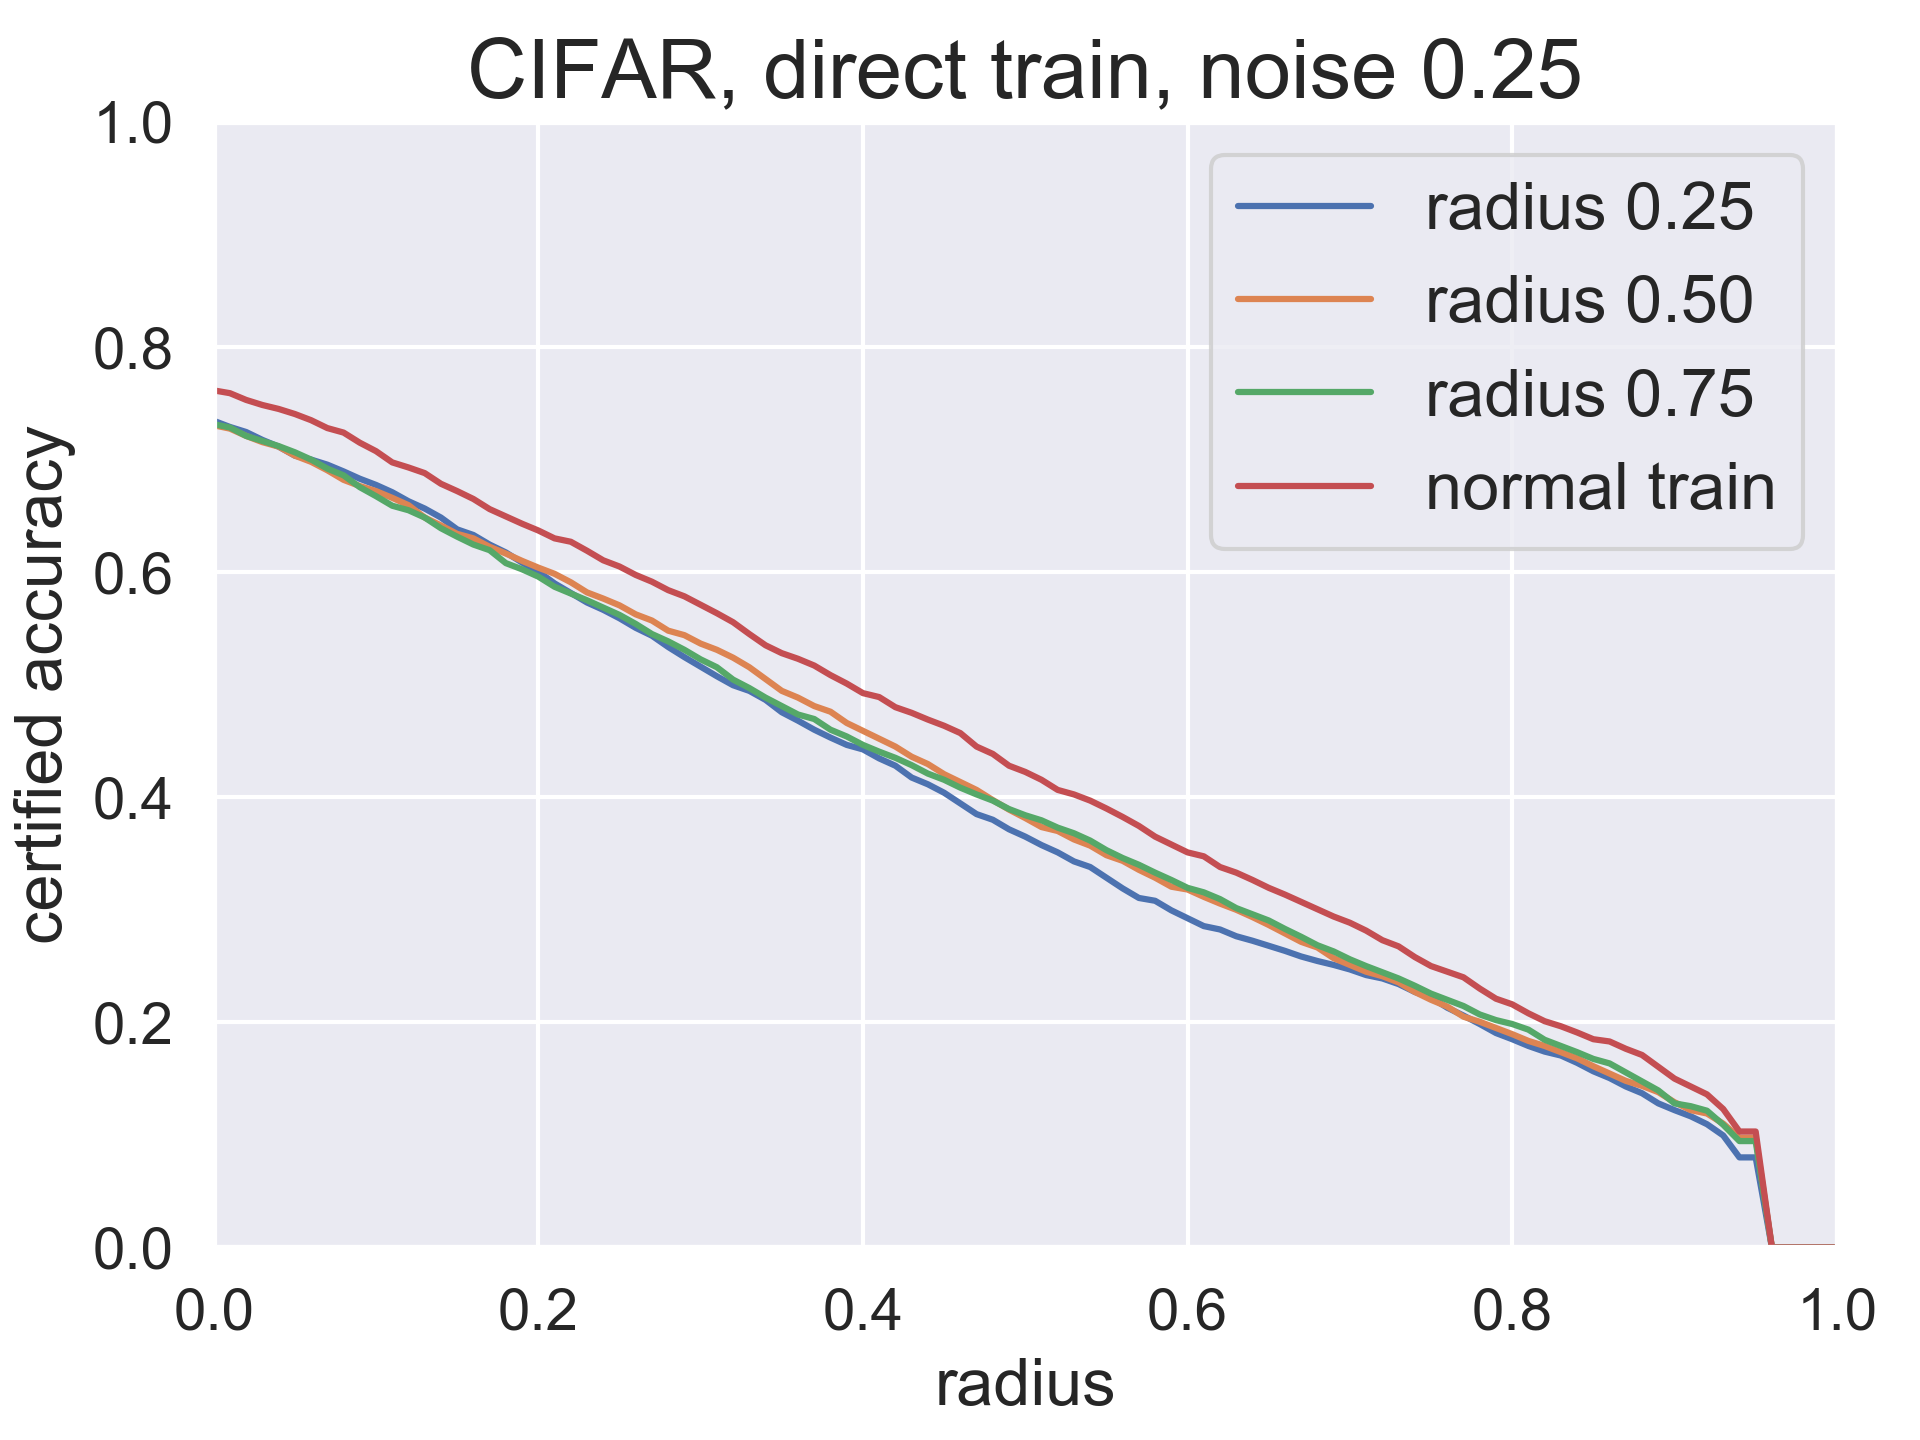 CIFAR, direct train, noise 0.25
1.0
0.8
0.6
0.4
0.2
0.0
certified accuracy
radius 0.25
radius 0.50
radius 0.75
normal train
0.0 0.2 0.4 0.6 0.8 1.0
radius